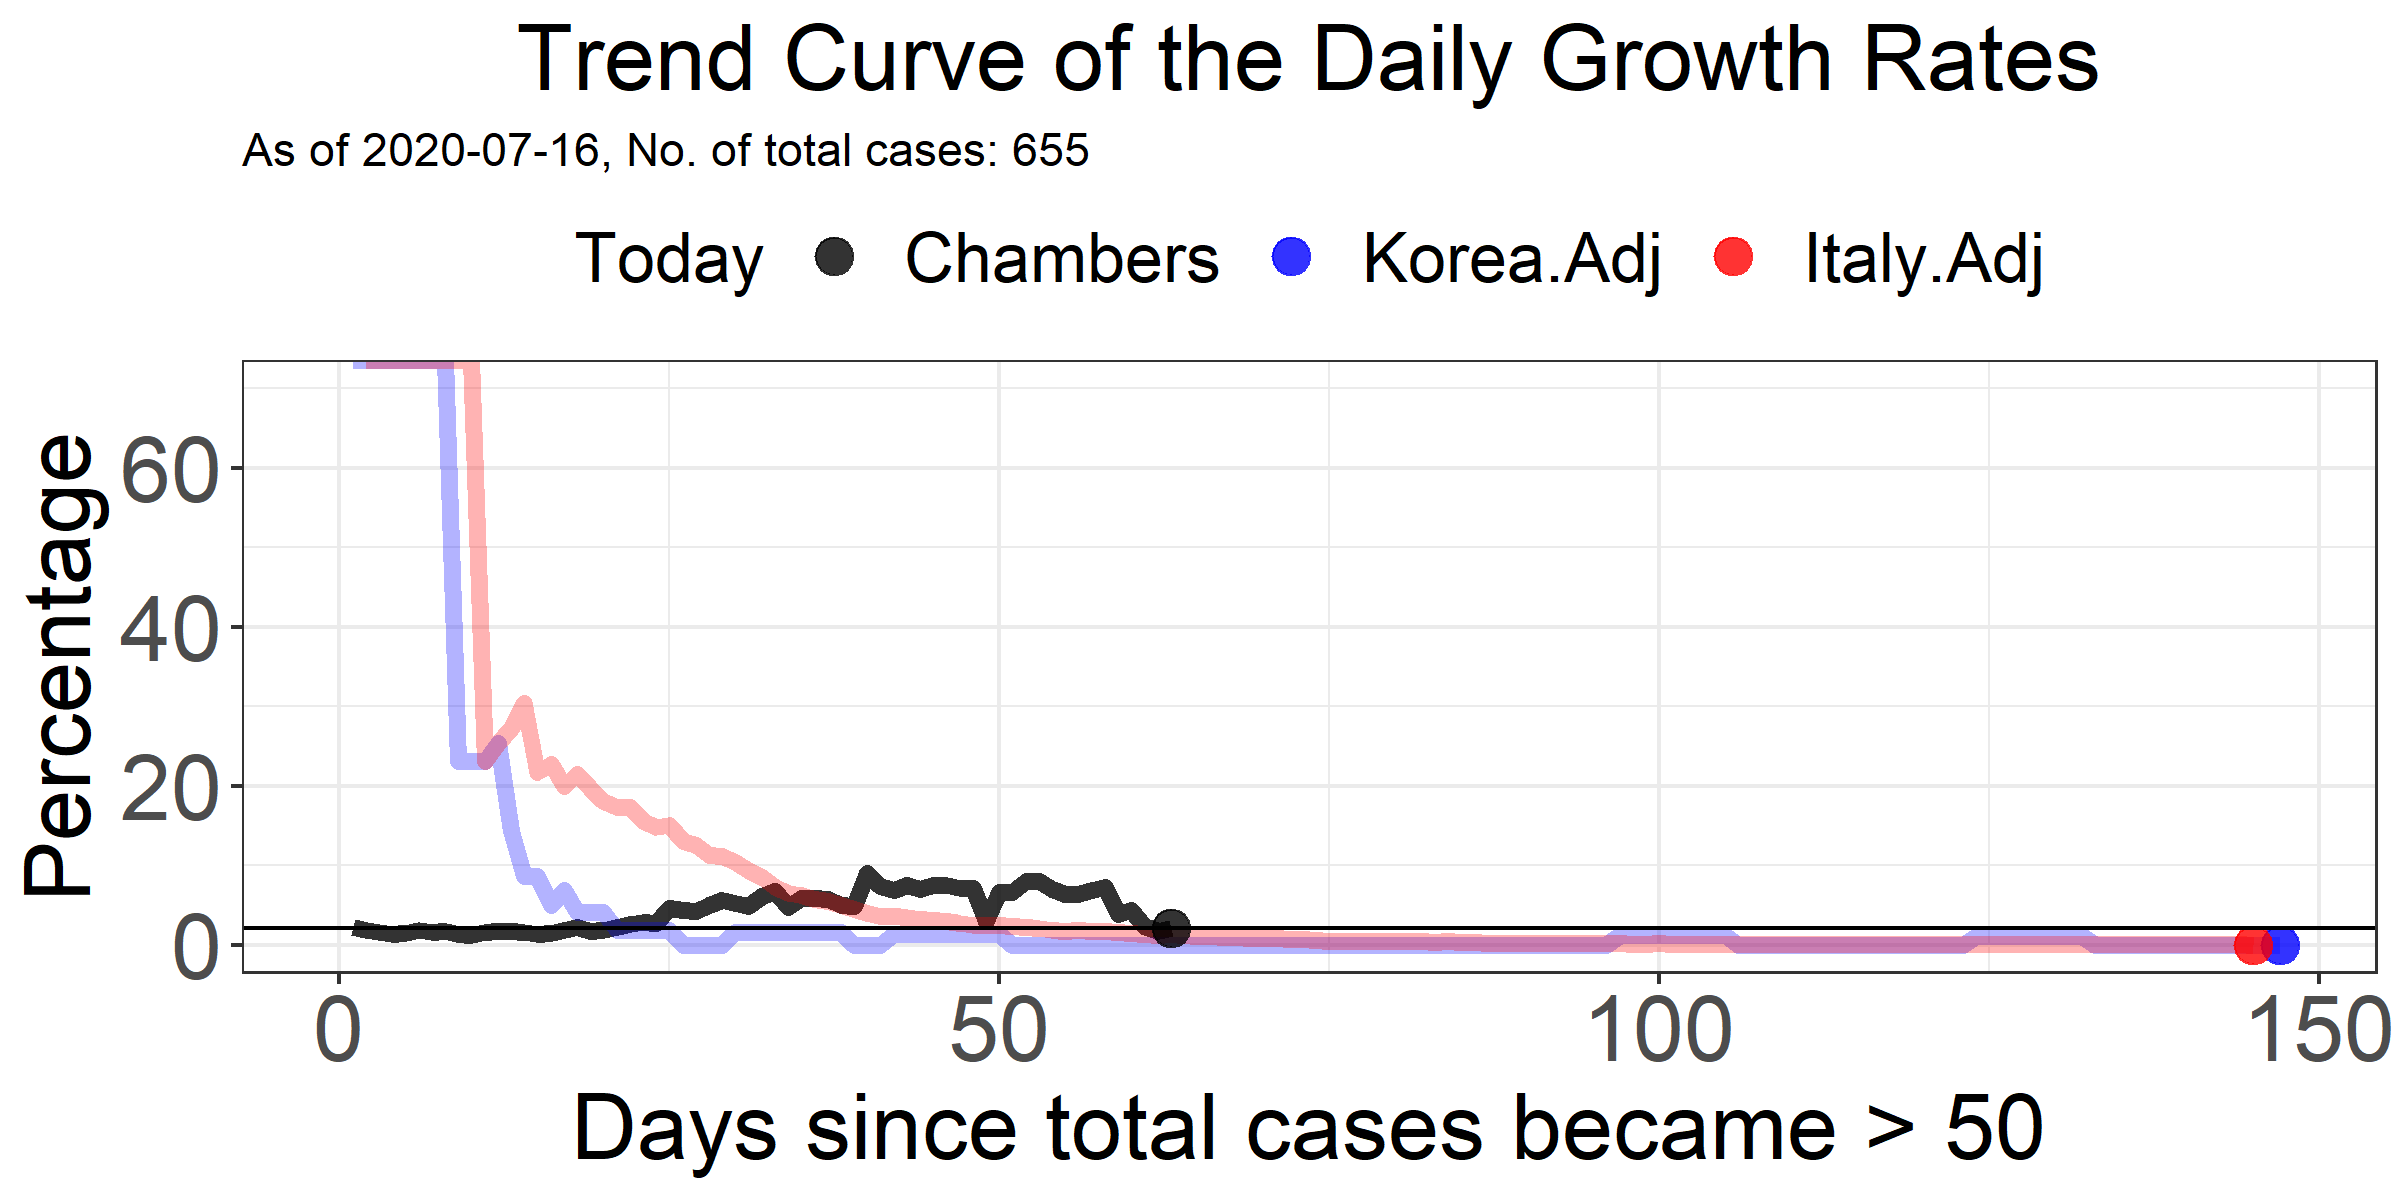 Trend Curve of the Daily Growth Rates
As of 2020-07-16, No. of total cases: 655
Today Chambers Korea.Adj Italy.Adj
Percentage
60
40
20
0
0 50 100 150
Days since total cases became > 50